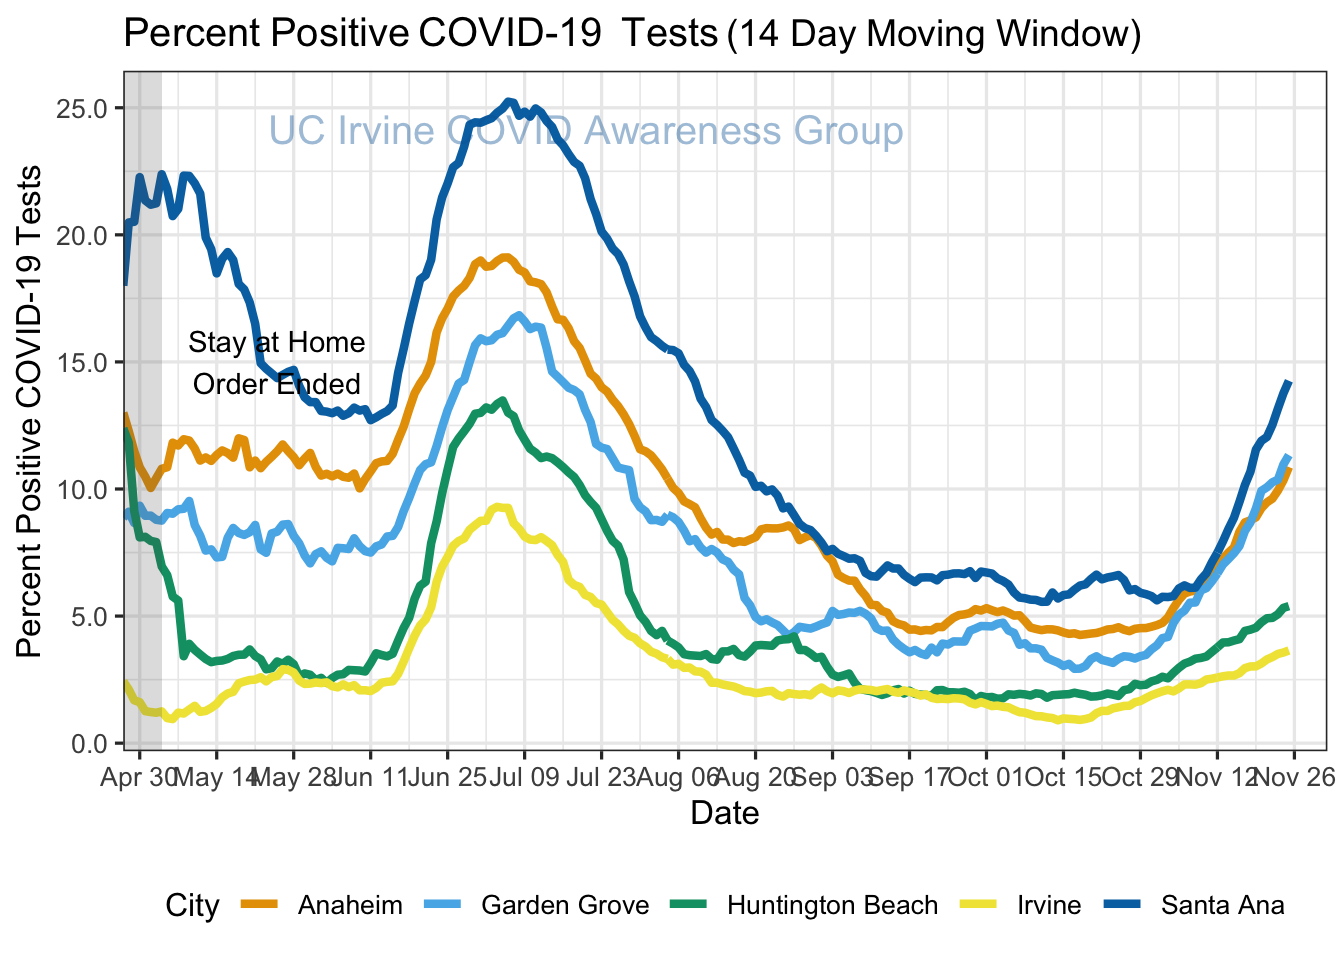 Percent Positive COVID-19 Tests (14 Day Moving Window)
UC Irvine COVID Awareness Group
Stay at Home
Order Ended
Percent Positive COVID-19 Tests
25.0
20.0
15.0
10.0
5.0
0.0
Apr 30 May 14 May 28 Jun 11 Jun 25 Jul 09 Jul 23 Aug 06 Aug 20 Sep 03 Sep 17 Oct 01 Oct 15 Oct 29 Nov 12 Nov 26
Date
City Anaheim Garden Grove Huntington Beach Irvine Santa Ana